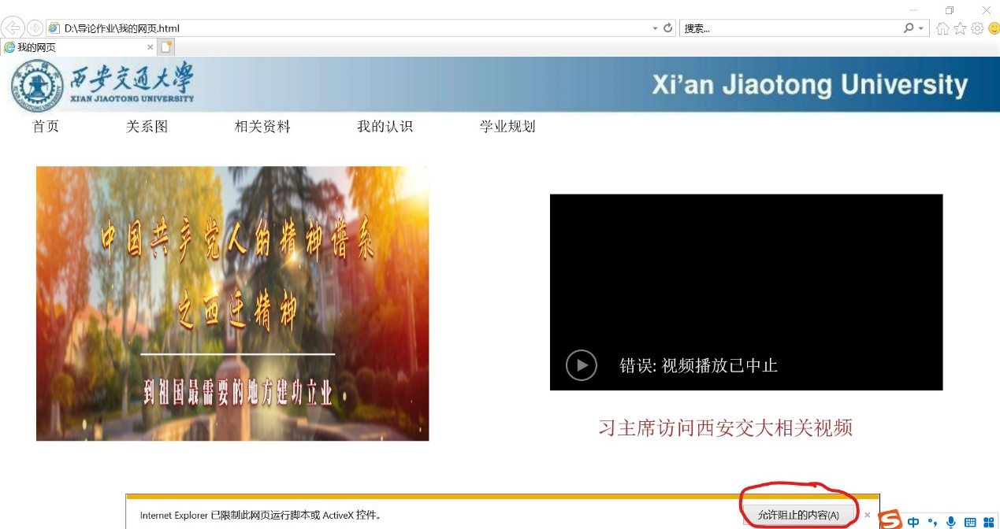 D:\导论作业\我的网页.html
搜索...
我的网页
西安交通大學
XI'AN JIAOTONG UNIVERSITY
Xi'an Jiaotong University
首页 关系图 相关资料 我的认识 学业规划
中国共产党人的精神谱系
之西迁精神
到祖国最需要的地方建功立业
错误: 视频播放已中止
习主席访问西安交大相关视频
Internet Explorer 已限制此网页运行脚本或 ActiveX 控件。
允许阻止的内容(A)
中